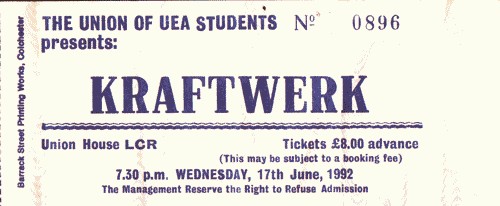 THE UNION OF UEA STUDENTS Nº 0896
presents:
KRAFTWERK
Union House LCR Tickets £8.00 advance
(This may be subject to a booking fee)
7.30 p.m. WEDNESDAY, 17th June, 1992
The Management Reserve the Right to Refuse Admission
Barrack Street Printing Works, Colchester